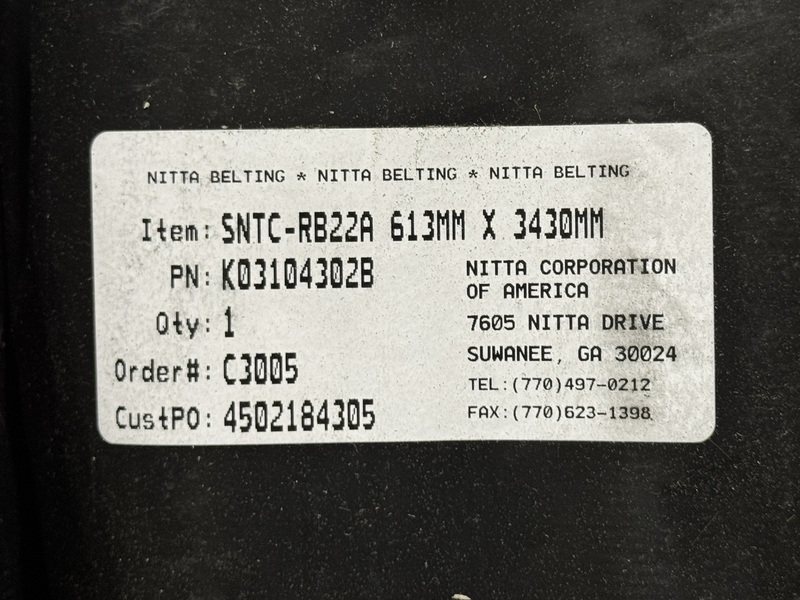 NITTA BELTING * NITTA BELTING * NITTA BELTING
Item: SNTC-RB22A 613MM X 3430MM
PN: K03104302B
Qty: 1
Order#: C3005
CustPO: 4502184305
NITTA CORPORATION
OF AMERICA
7605 NITTA DRIVE
SUWANEE, GA 30024
TEL:(770)497-0212
FAX:(770)623-1398